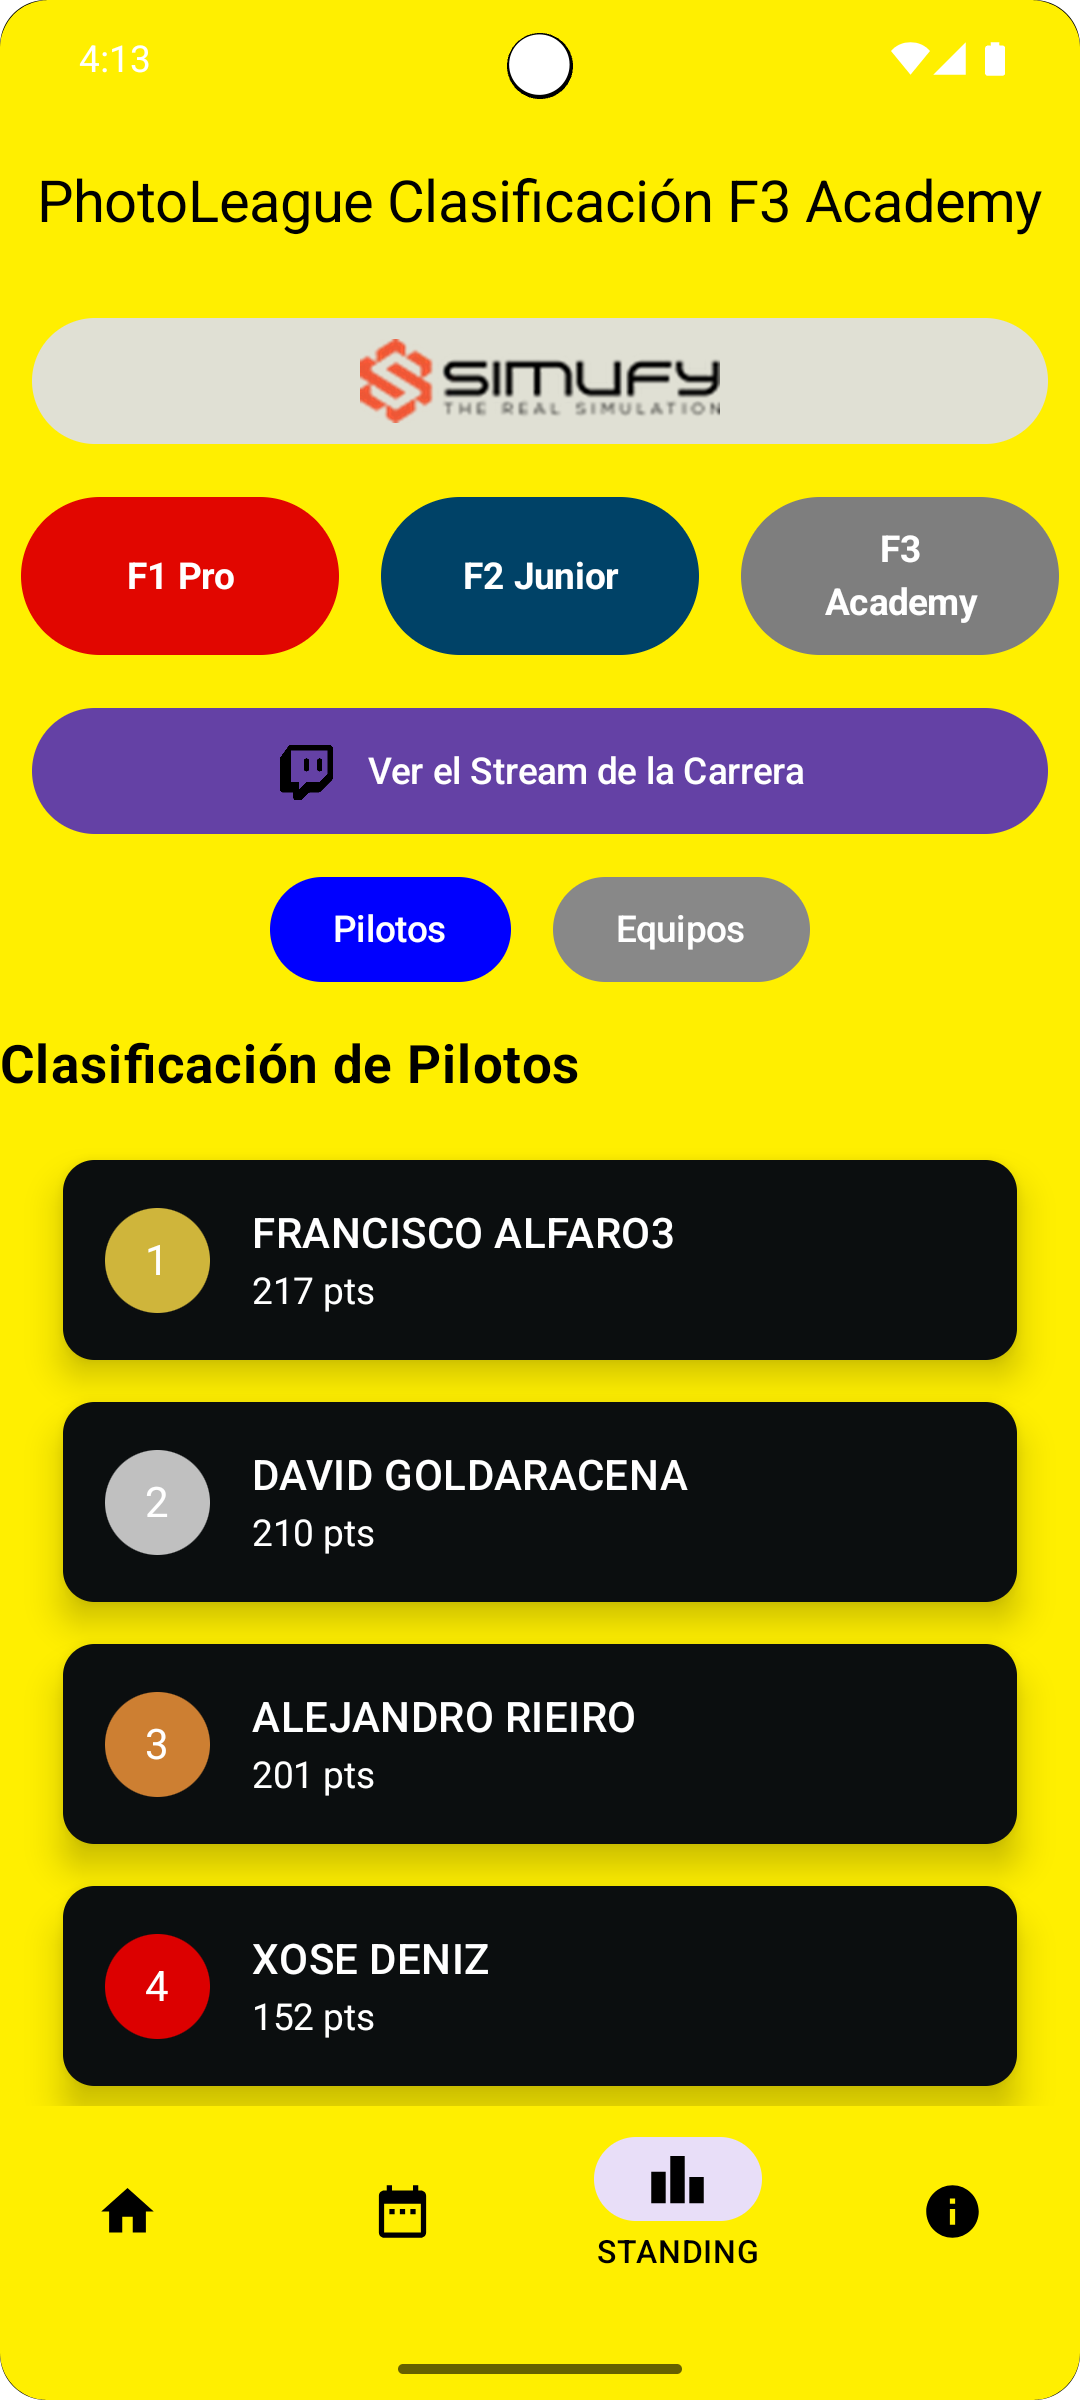 4:13
PhotoLeague Clasificación F3 Academy
SIMUFY
THE REAL SIMULATION
F1 Pro
F2 Junior
F3
Academy
Ver el Stream de la Carrera
Pilotos
Equipos
Clasificación de Pilotos
1
FRANCISCO ALFARO3
217 pts
2
DAVID GOLDARACENA
210 pts
3
ALEJANDRO RIEIRO
201 pts
4
XOSE DENIZ
152 pts
STANDING